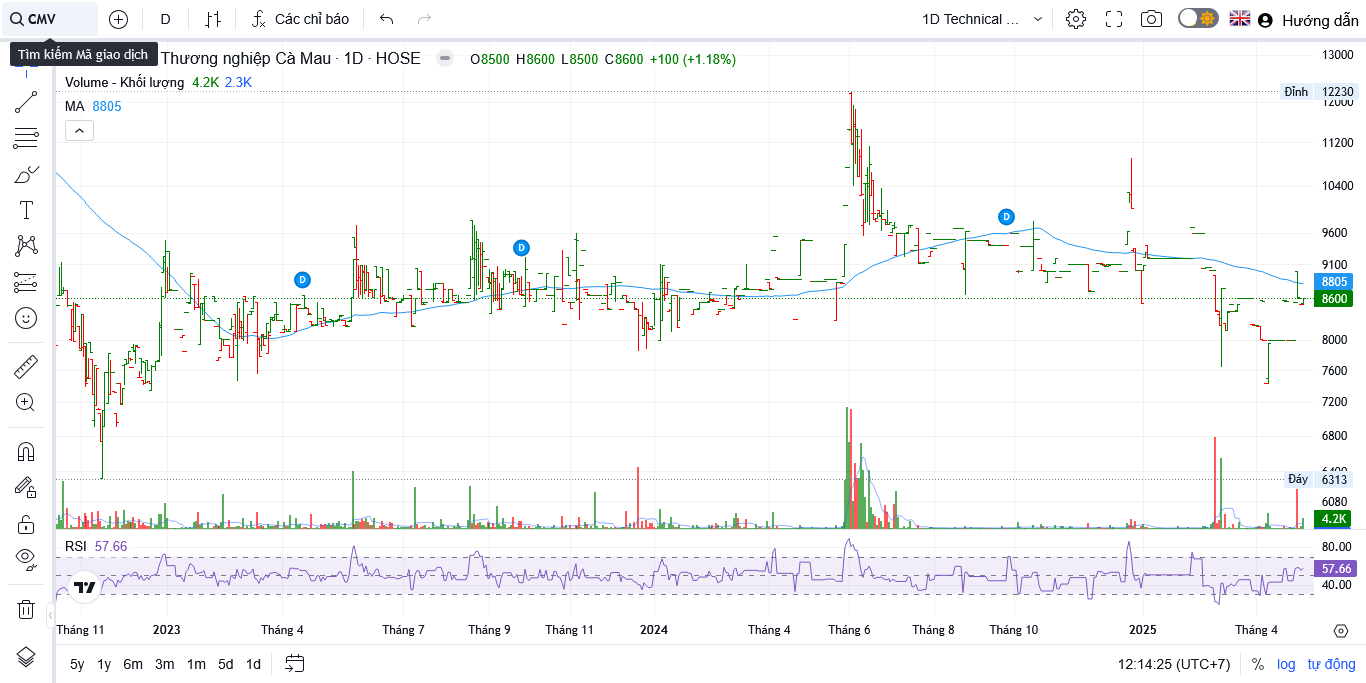 CMV
D
Các chỉ báo
1D Technical ...
Hướng dẫn
Tìm kiếm Mã giao dịch
Thương nghiệp Cà Mau · 1D · HOSE
O8500 H8600 L8500 C8600 +100 (+1.18%)
Volume - Khối lượng 4.2K 2.3K
MA 8805
13000
Đỉnh 12230
12000
11200
10400
9600
9100
8805
8600
8000
7600
7200
6800
6400
Đáy 6313
6080
4.2K
D
D
D
RSI 57.66
80.00
57.66
40.00
Tháng 11 2023 Tháng 4 Tháng 7 Tháng 9 Tháng 11 2024 Tháng 4 Tháng 6 Tháng 8 Tháng 10 2025 Tháng 4
5y 1y 6m 3m 1m 5d 1d
12:14:25 (UTC+7) % log tự động